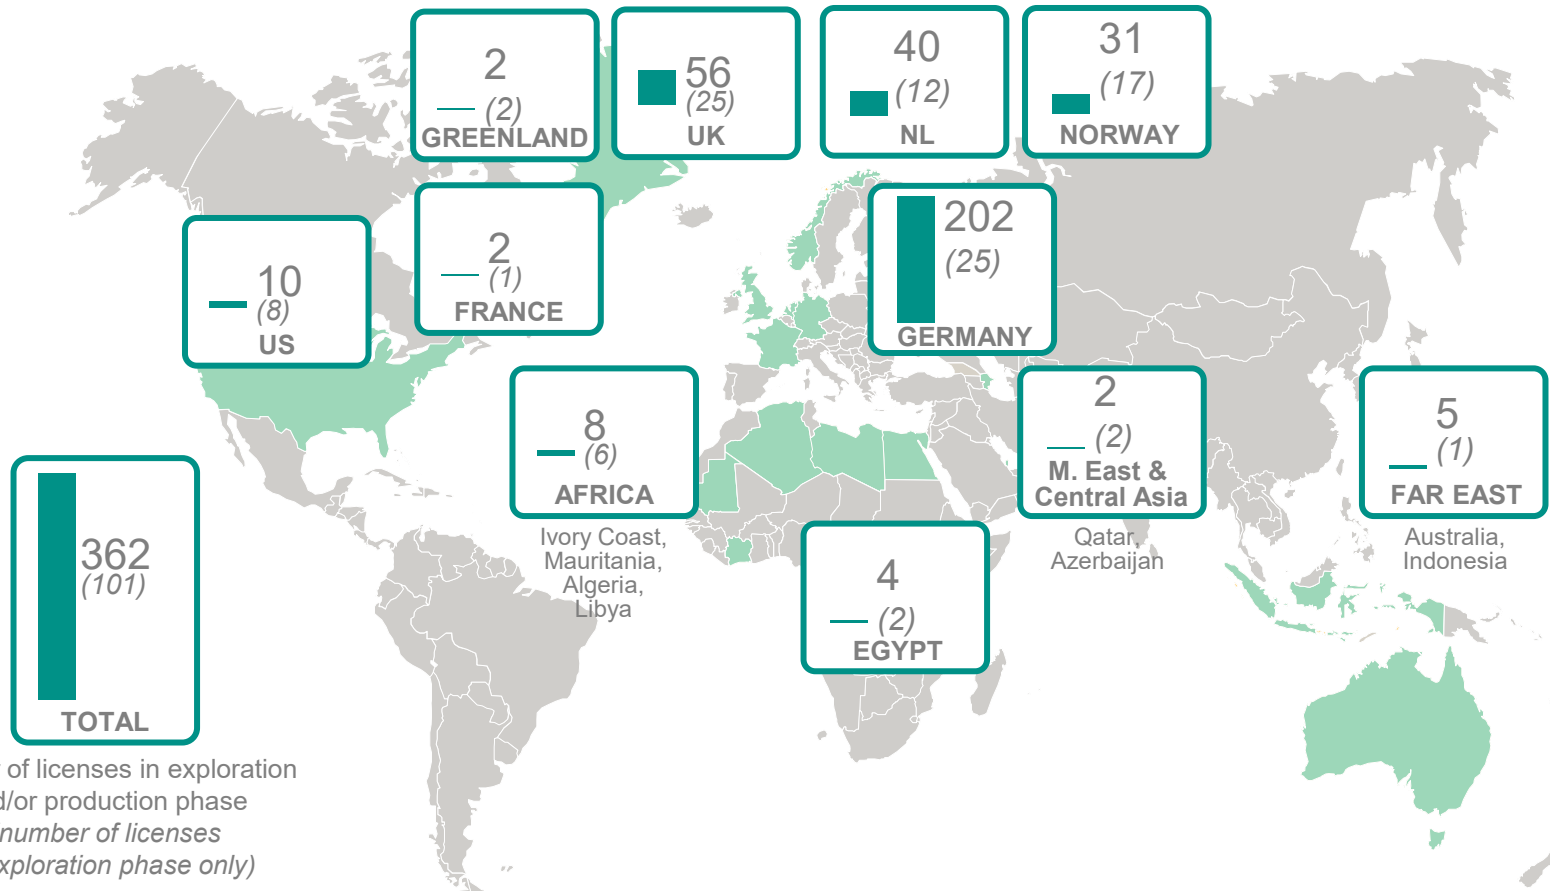 2
(2)
GREENLAND
56
(25)
UK
40
(12)
NL
31
(17)
NORWAY
10
(8)
US
2
(1)
FRANCE
202
(25)
GERMANY
8
(6)
AFRICA
Ivory Coast,
Mauritania,
Algeria,
Libya
2
(2)
M. East &
Central Asia
Qatar,
Azerbaijan
5
(1)
FAR EAST
Australia,
Indonesia
4
(2)
EGYPT
362
(101)
TOTAL
of licenses in exploration
d/or production phase
number of licenses
xploration phase only)